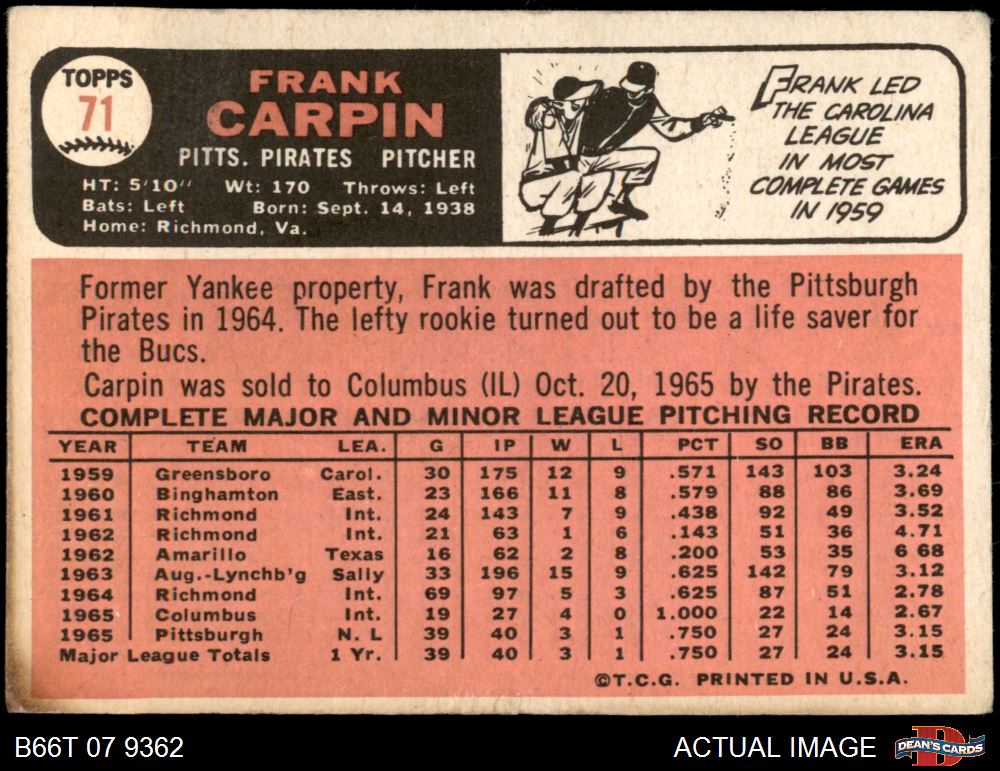 TOPPS
71
FRANK
CARPIN
PITTS. PIRATES PITCHER
HT: 5'10" Wt: 170 Throws: Left
Bats: Left Born: Sept. 14, 1938
Home: Richmond, Va.
FRANK LED
THE CAROLINA
LEAGUE
IN MOST
COMPLETE GAMES
IN 1959
Former Yankee property, Frank was drafted by the Pittsburgh
Pirates in 1964. The lefty rookie turned out to be a life saver for
the Bucs.
Carpin was sold to Columbus (IL) Oct. 20, 1965 by the Pirates.
COMPLETE MAJOR AND MINOR LEAGUE PITCHING RECORD
YEAR TEAM LEA. G IP W L PCT SO BB ERA
1959 Greensboro Carol. 30 175 12 9 .571 143 103 3.24
1960 Binghamton East. 23 166 11 8 .579 88 86 3.69
1961 Richmond Int. 24 143 7 9 .438 92 49 3.52
1962 Richmond Int. 21 63 1 6 .143 51 36 4.71
1962 Amarillo Texas 16 62 2 8 .200 53 35 6 68
1963 Aug.-Lynchb'g Sally 33 196 15 9 .625 142 79 3.12
1964 Richmond Int. 69 97 5 3 .625 87 51 2.78
1965 Columbus Int. 19 27 4 0 1.000 22 14 2.67
1965 Pittsburgh N. L 39 40 3 1 .750 27 24 3.15
Major League Totals 1 Yr. 39 40 3 1 .750 27 24 3.15
©T.C.G. PRINTED IN U.S.A.
B66T 07 9362 ACTUAL IMAGE DEAN'S CARDS